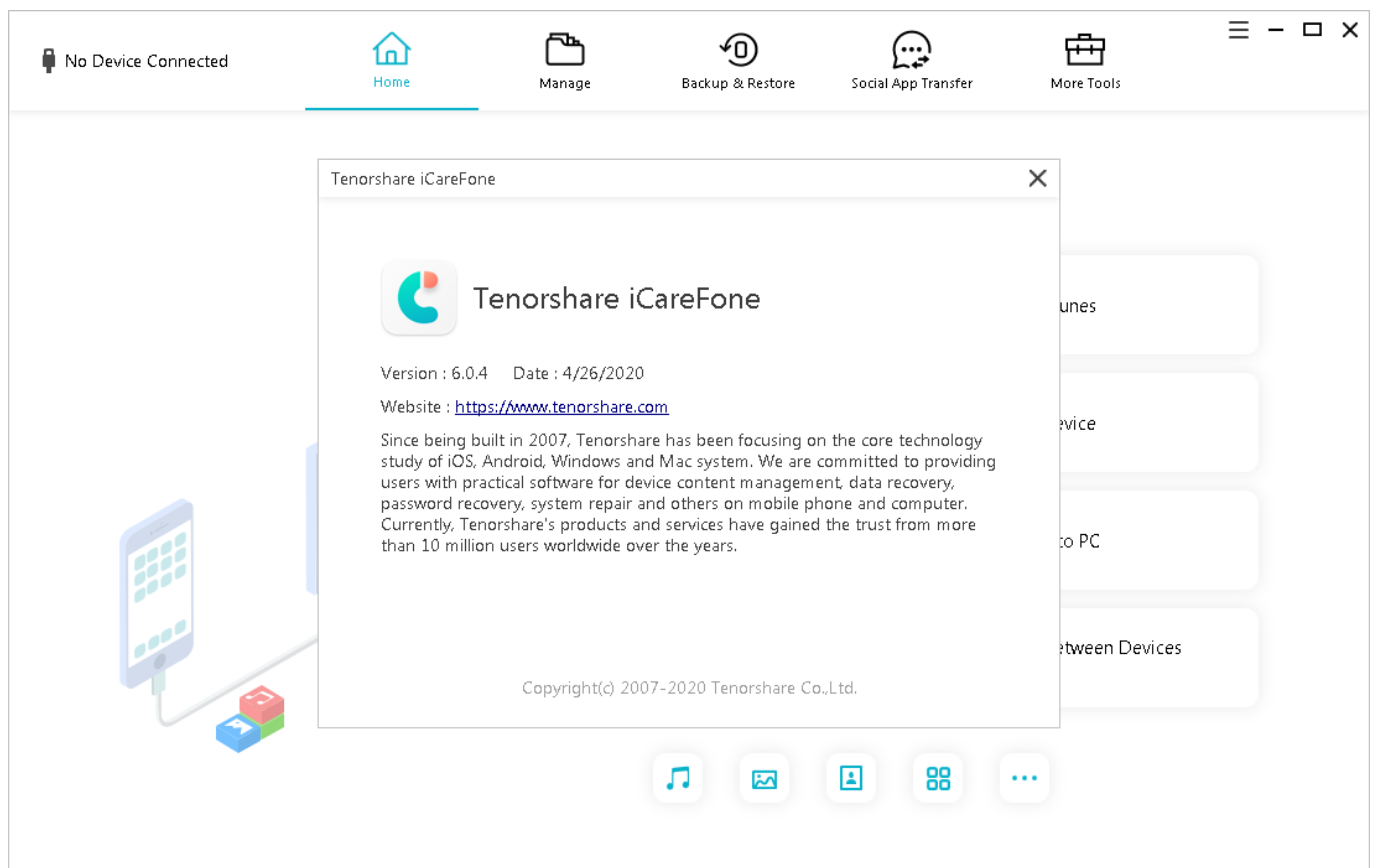 No Device Connected
Home
Manage
Backup & Restore
Social App Transfer
More Tools
Tenorshare iCareFone
Tenorshare iCareFone
Version : 6.0.4 Date : 4/26/2020
Website : https://www.tenorshare.com
Since being built in 2007, Tenorshare has been focusing on the core technology
study of iOS, Android, Windows and Mac system. We are committed to providing
users with practical software for device content management, data recovery,
password recovery, system repair and others on mobile phone and computer.
Currently, Tenorshare's products and services have gained the trust from more
than 10 million users worldwide over the years.
Copyright(c) 2007-2020 Tenorshare Co.,Ltd.
unes
evice
to PC
etween Devices